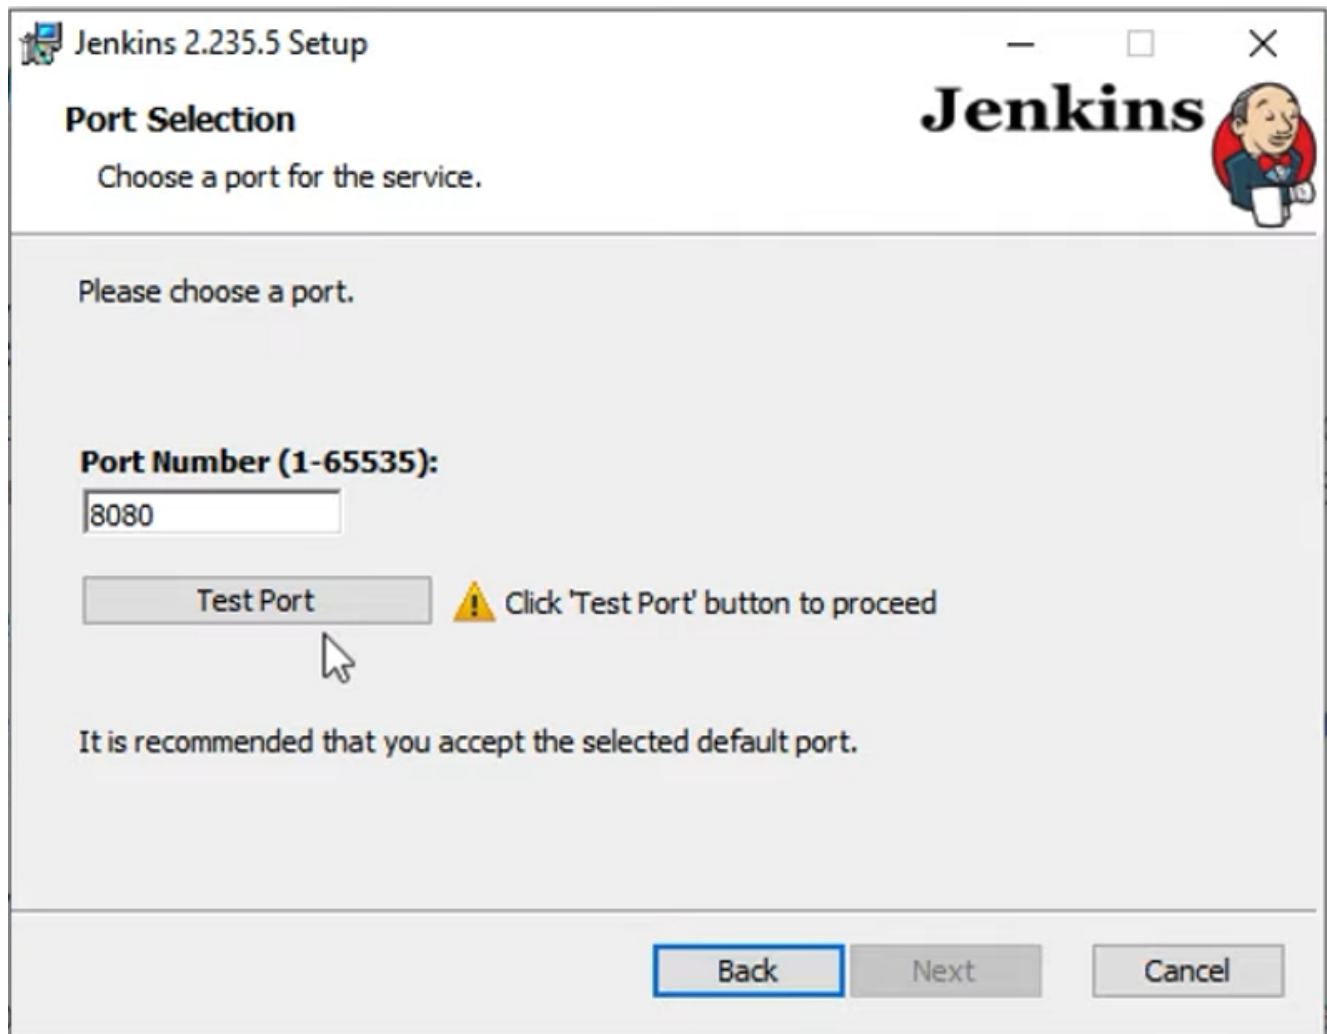 Jenkins 2.235.5 Setup
Port Selection
Jenkins
Choose a port for the service.
Please choose a port.
Port Number (1-65535):
8080
Test Port
Click 'Test Port' button to proceed
It is recommended that you accept the selected default port.
Back
Next
Cancel